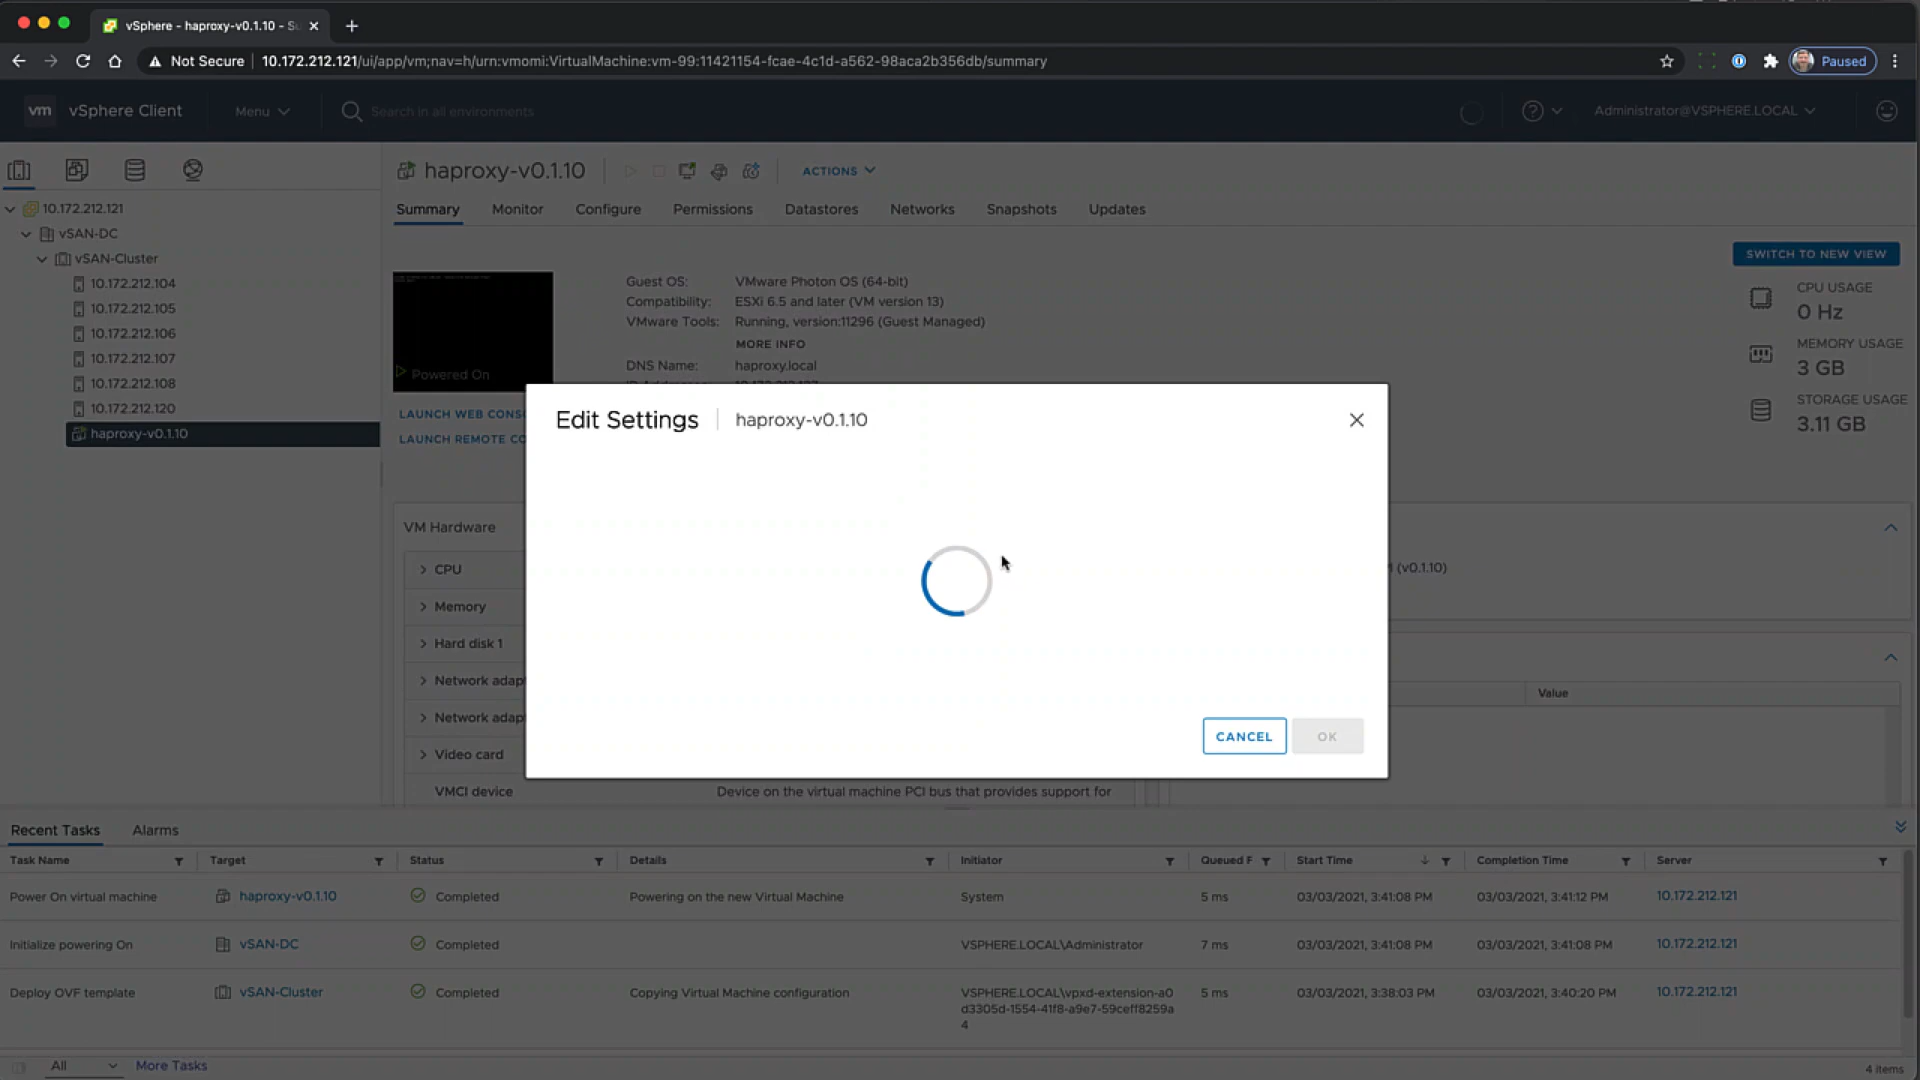 vSphere - haproxy-v0.1.10 - S
Not Secure
10.172.212.121/ui/app/vm;nav=h/urn:vmomi:VirtualMachine:vm-99:11421154-fcae-4c1d-a562-98aca2b356db/summary
Paused
vm
vSphere Client
Menu
Search in all environments
Administrator@VSPHERE.LOCAL
10.172.212.121
vSAN-DC
vSAN-Cluster
10.172.212.104
10.172.212.105
10.172.212.106
10.172.212.107
10.172.212.108
10.172.212.120
haproxy-v0.1.10
haproxy-v0.1.10
ACTIONS
Summary Monitor Configure Permissions Datastores Networks Snapshots Updates
SWITCH TO NEW VIEW
Powered On
LAUNCH WEB CONS
LAUNCH REMOTE CO
Guest OS: VMware Photon OS (64-bit)
Compatibility: ESXi 6.5 and later (VM version 13)
VMware Tools: Running, version:11296 (Guest Managed)
MORE INFO
DNS Name: haproxy.local
CPU USAGE
0 Hz
MEMORY USAGE
3 GB
STORAGE USAGE
3.11 GB
Edit Settings haproxy-v0.1.10
CANCEL OK
VM Hardware
CPU
Memory
Hard disk 1
Network adap
Network adap
Video card
VMCI device Device on the virtual machine PCI bus that provides support for
(v0.1.10)
Value
Recent Tasks Alarms
Task Name Target Status Details Initiator Queued F Start Time Completion Time Server
Power On virtual machine haproxy-v0.1.10 Completed Powering on the new Virtual Machine System 5 ms 03/03/2021, 3:41:08 PM 03/03/2021, 3:41:12 PM 10.172.212.121
Initialize powering On vSAN-DC Completed VSPHERE.LOCAL\Administrator 7 ms 03/03/2021, 3:41:08 PM 03/03/2021, 3:41:08 PM 10.172.212.121
Deploy OVF template vSAN-Cluster Completed Copying Virtual Machine configuration VSPHERE.LOCAL\vpxd-extension-a0 5 ms 03/03/2021, 3:38:03 PM 03/03/2021, 3:40:20 PM 10.172.212.121
d3305d-1554-41f8-a9e7-59ceff8259a
4
All More Tasks
4 items